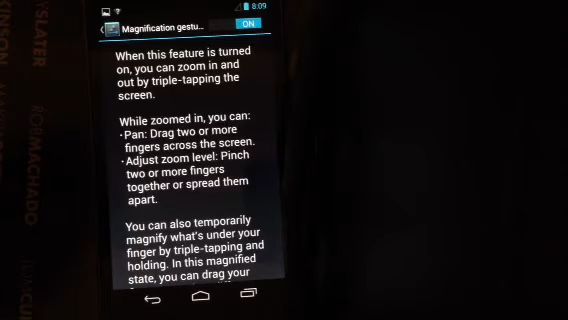 8:09
Magnification gestu... ON
When this feature is turned
on, you can zoom in and
out by triple-tapping the
screen.
While zoomed in, you can:
• Pan: Drag two or more
fingers across the screen.
• Adjust zoom level: Pinch
two or more fingers
together or spread them
apart.
You can also temporarily
magnify what's under your
finger by triple-tapping and
holding. In this magnified
state, you can drag your
YSLATER
ROBMACHADO